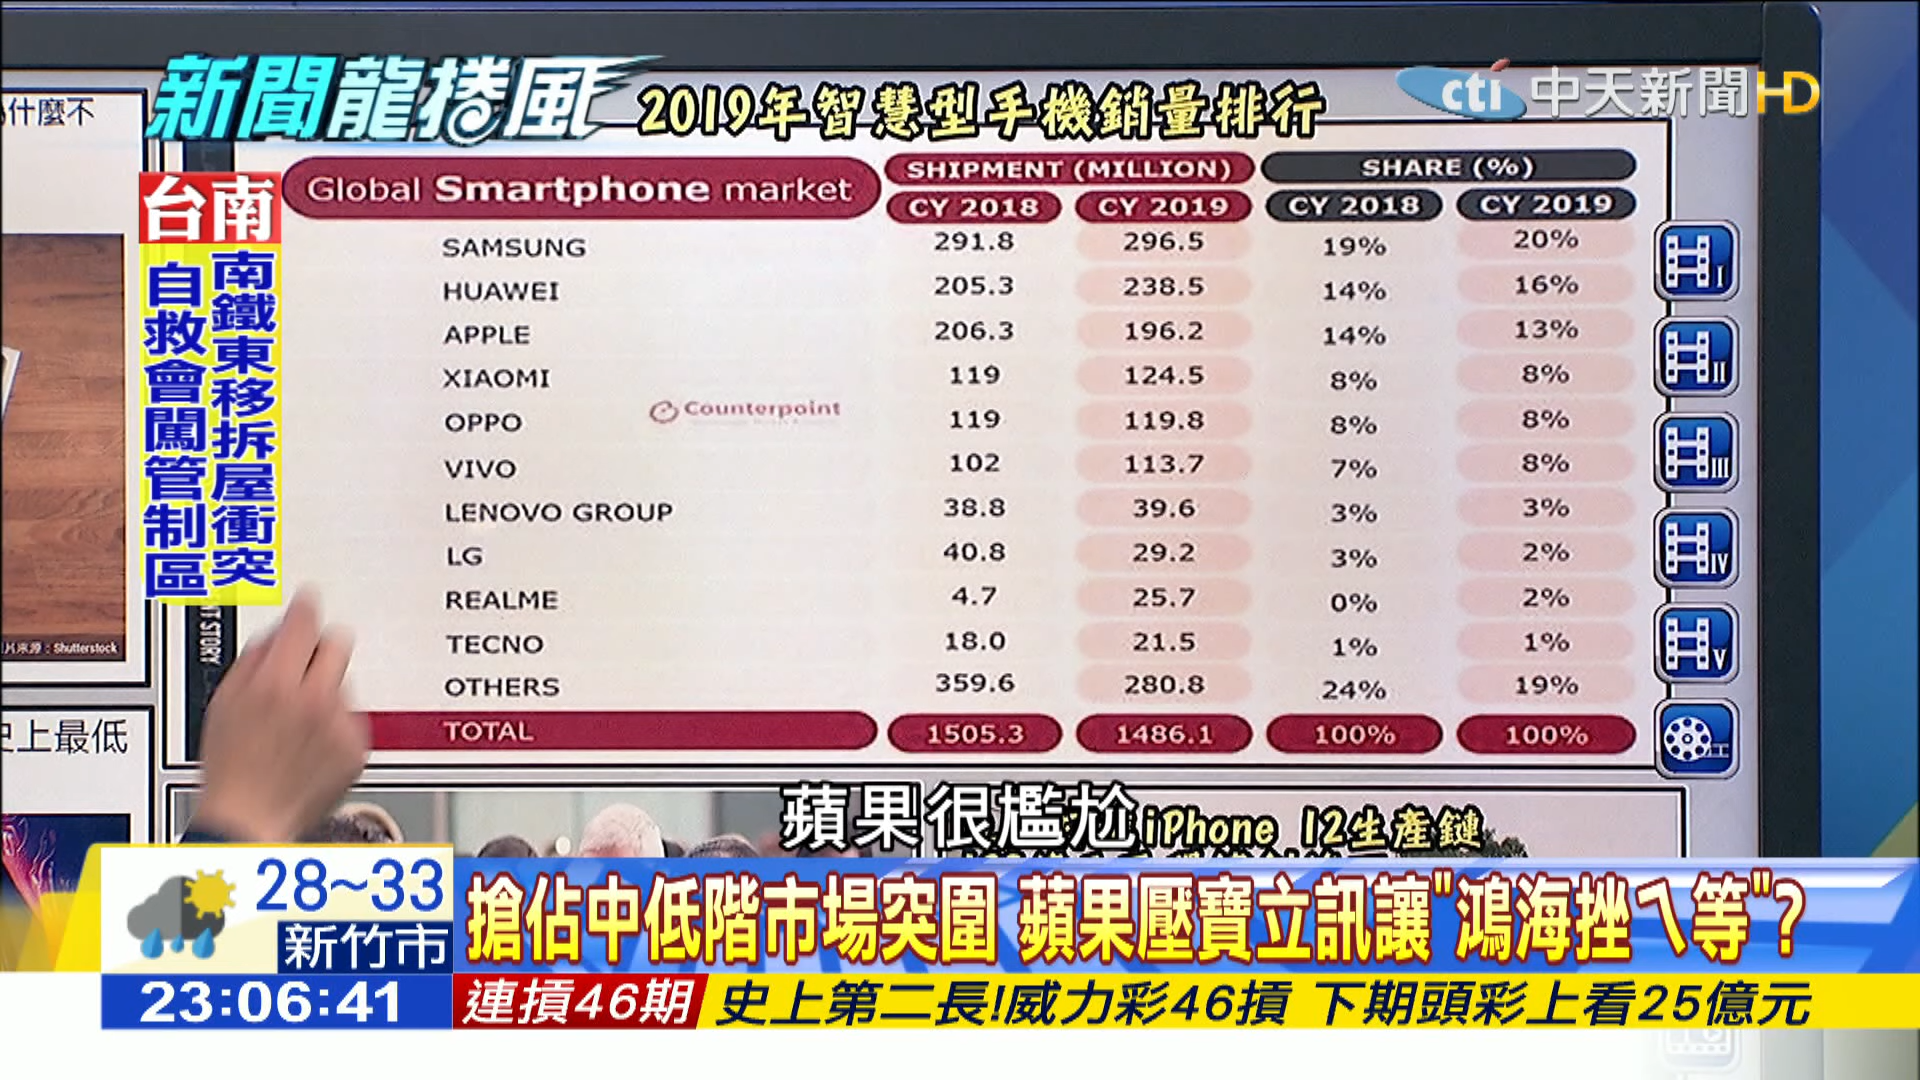 新聞龍捲風
2019年智慧型手機銷量排行
cti 中天新聞HD
什麼不
台南
南鐵東移拆屋衝突
自救會闖管制區
Global Smartphone market
SHIPMENT (MILLION) SHARE (%)
CY 2018 CY 2019 CY 2018 CY 2019
SAMSUNG 291.8 296.5 19% 20%
HUAWEI 205.3 238.5 14% 16%
APPLE 206.3 196.2 14% 13%
XIAOMI 119 124.5 8% 8%
Counterpoint
OPPO 119 119.8 8% 8%
VIVO 102 113.7 7% 8%
LENOVO GROUP 38.8 39.6 3% 3%
LG 40.8 29.2 3% 2%
REALME 4.7 25.7 0% 2%
TECNO 18.0 21.5 1% 1%
OTHERS 359.6 280.8 24% 19%
TOTAL 1505.3 1486.1 100% 100%
I
II
III
IV
V
STORY
片來源：Shutterstock
史上最低
蘋果很尷尬
iPhone 12生產鏈
28~33
新竹市
23:06:41
搶佔中低階市場突圍 蘋果壓寶立訊讓"鴻海挫ㄟ等"?
連摃46期
史上第二長!威力彩46摃 下期頭彩上看25億元